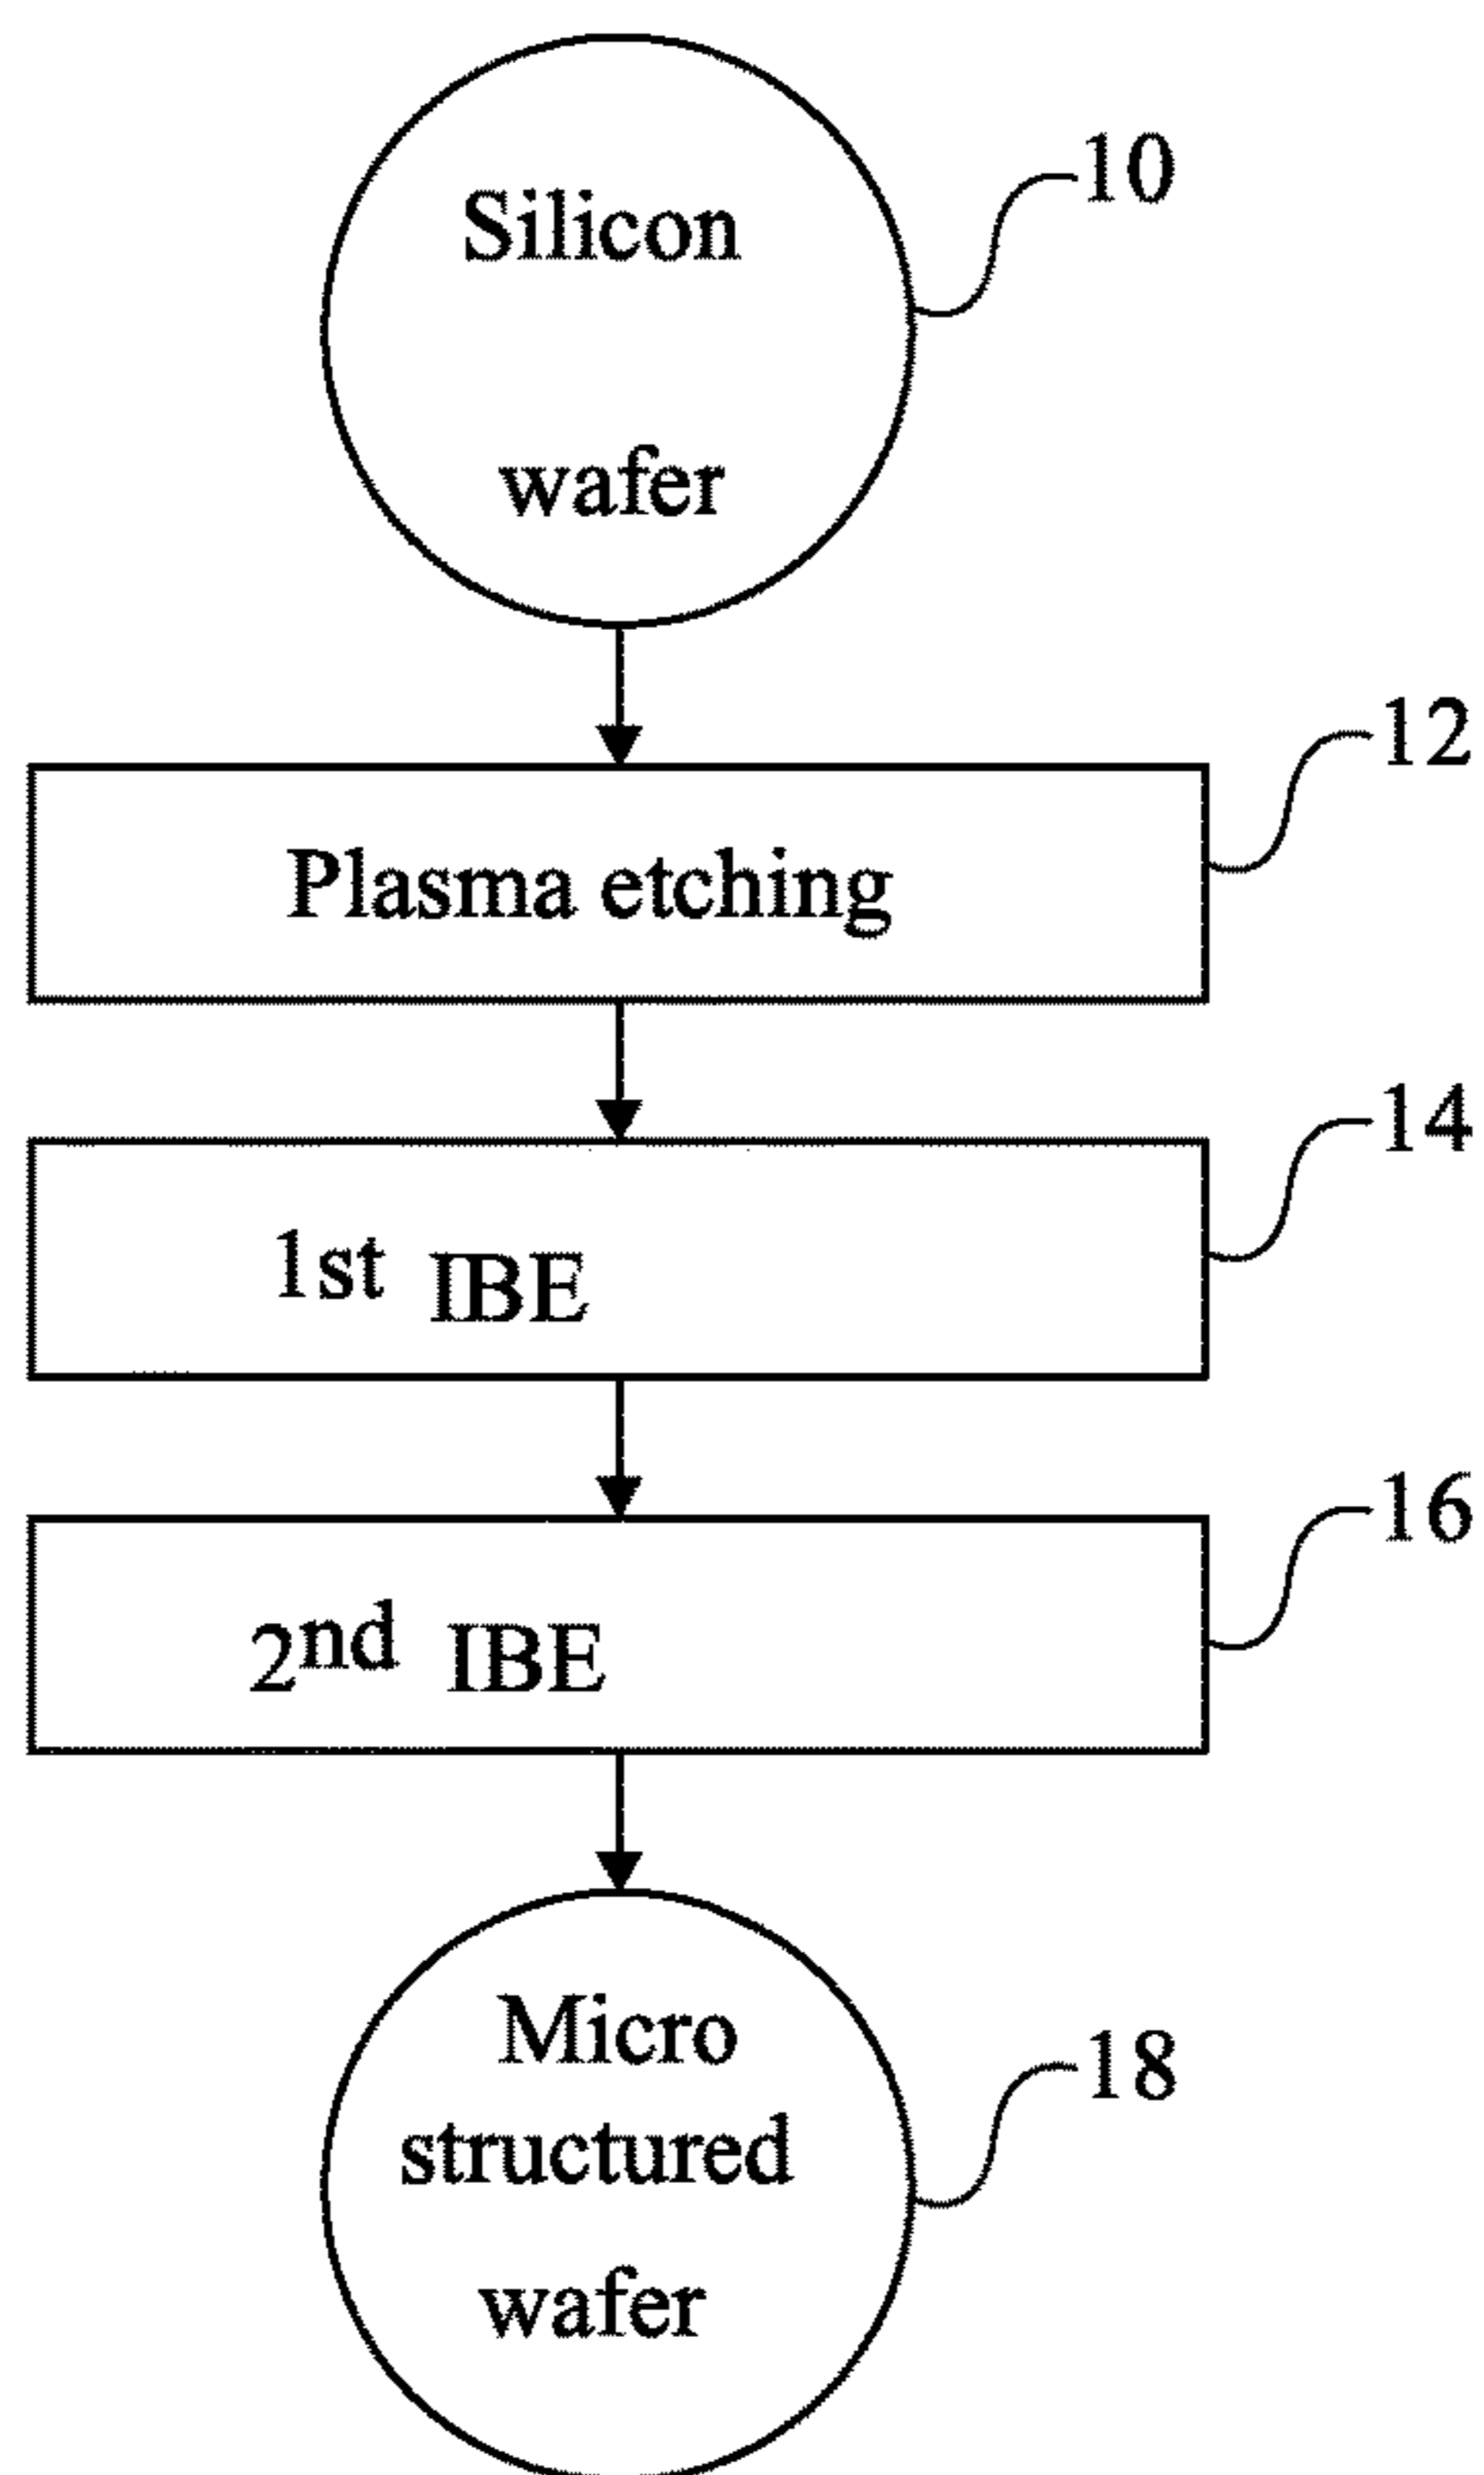 Silicon
10
wafer
12
Plasma etching
14
1st IBE
16
2nd IBE
Micro
18
structured
wafer